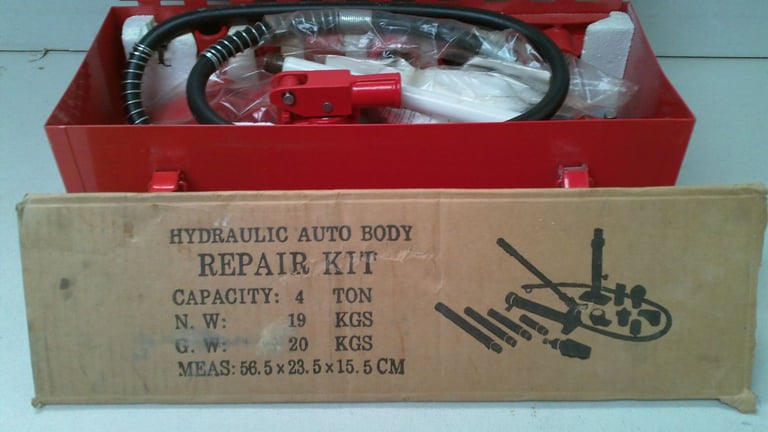 HYDRAULIC AUTO BODY
REPAIR KIT
CAPACITY: 4 TON
N. W: 19 KGS
G. W: 20 KGS
MEAS: 56.5 x 23.5 x 15.5 CM